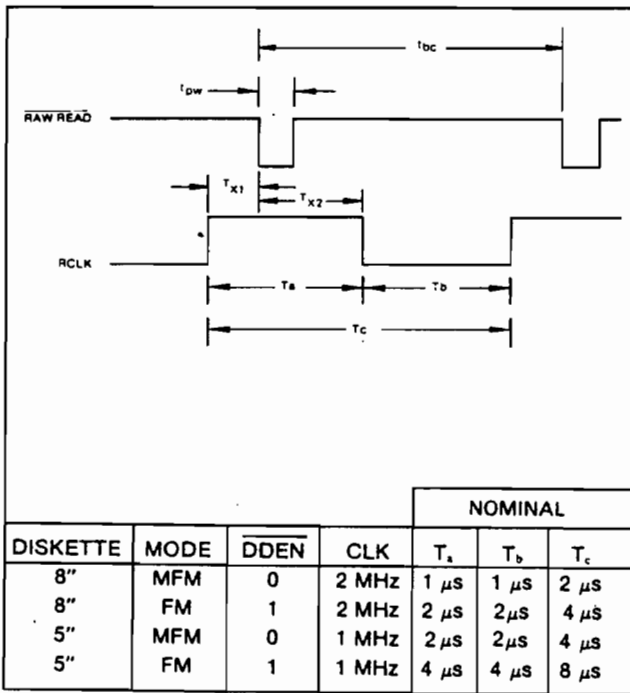 tbc
tpw
RAW READ
TX1
TX2
RCLK
Ta
Tb
Tc
NOMINAL
DISKETTE MODE DDEN CLK Ta Tb Tc
8" MFM 0 2 MHz 1 µs 1 µs 2 µs
8" FM 1 2 MHz 2 µs 2µs 4 µs
5" MFM 0 1 MHz 2µs 2µs 4 µs
5" FM 1 1 MHz 4 µs 4 µs 8 µs